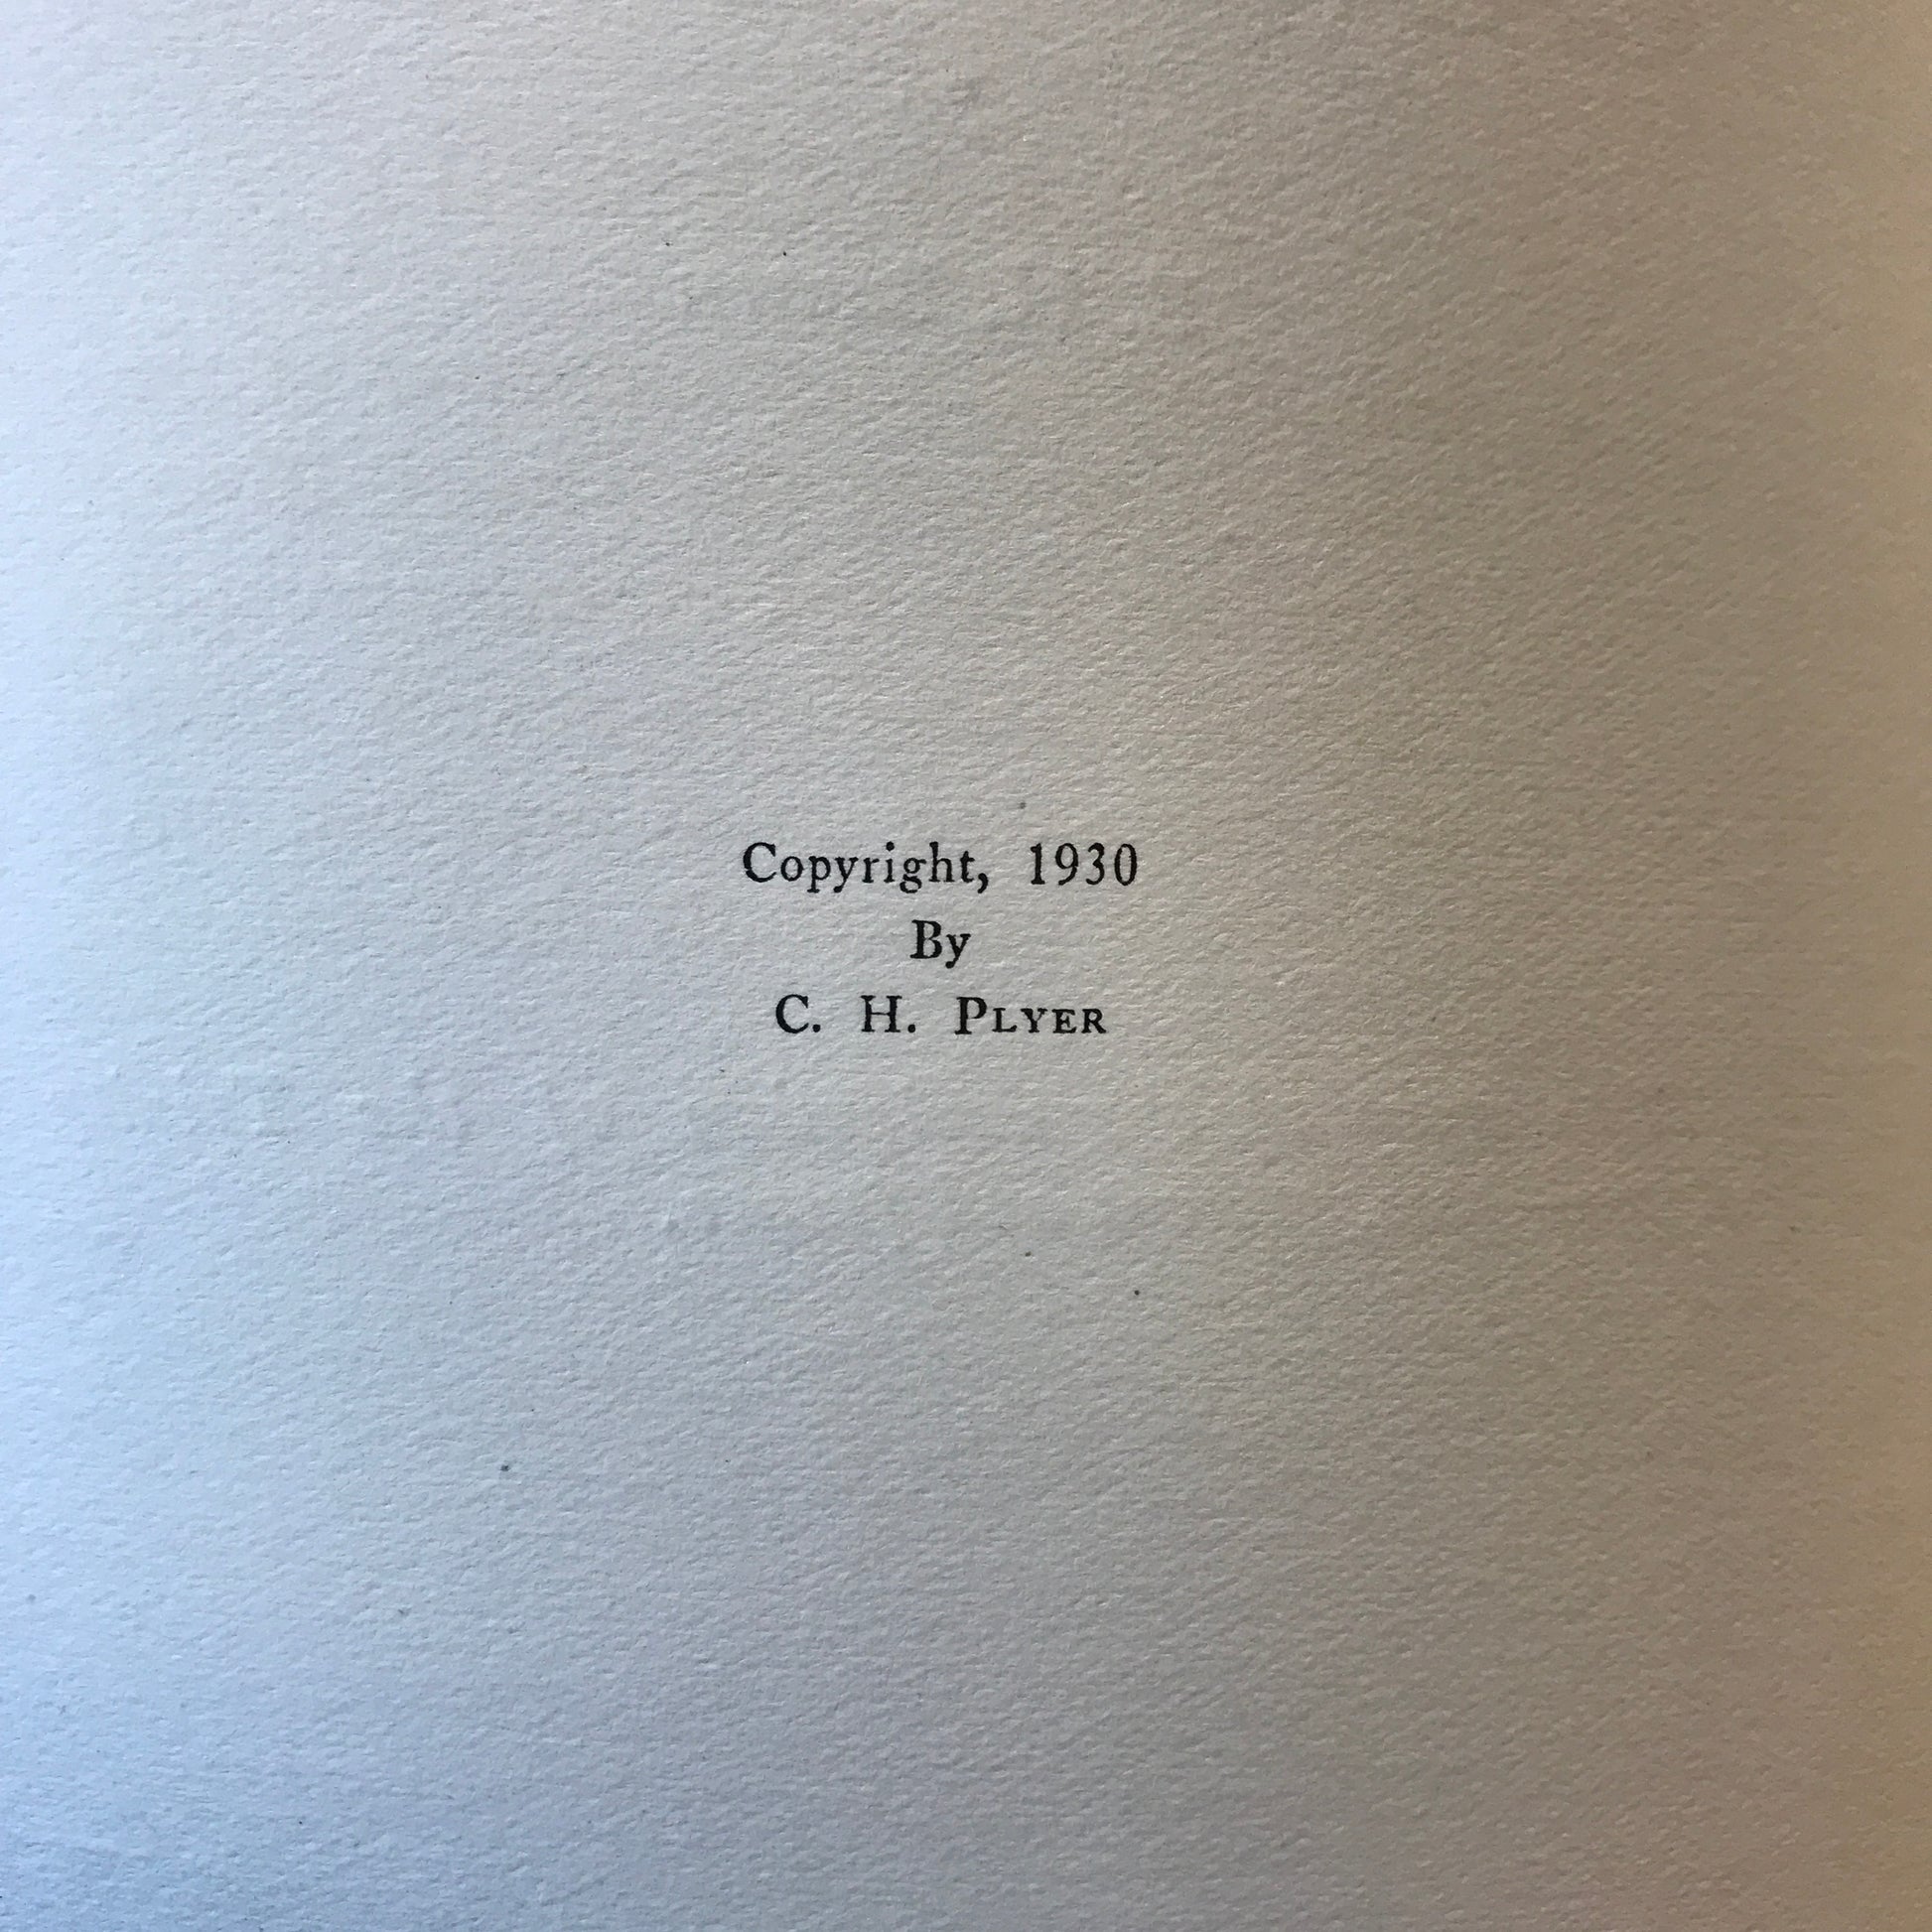 Copyright, 1930
By
C. H. PLYER